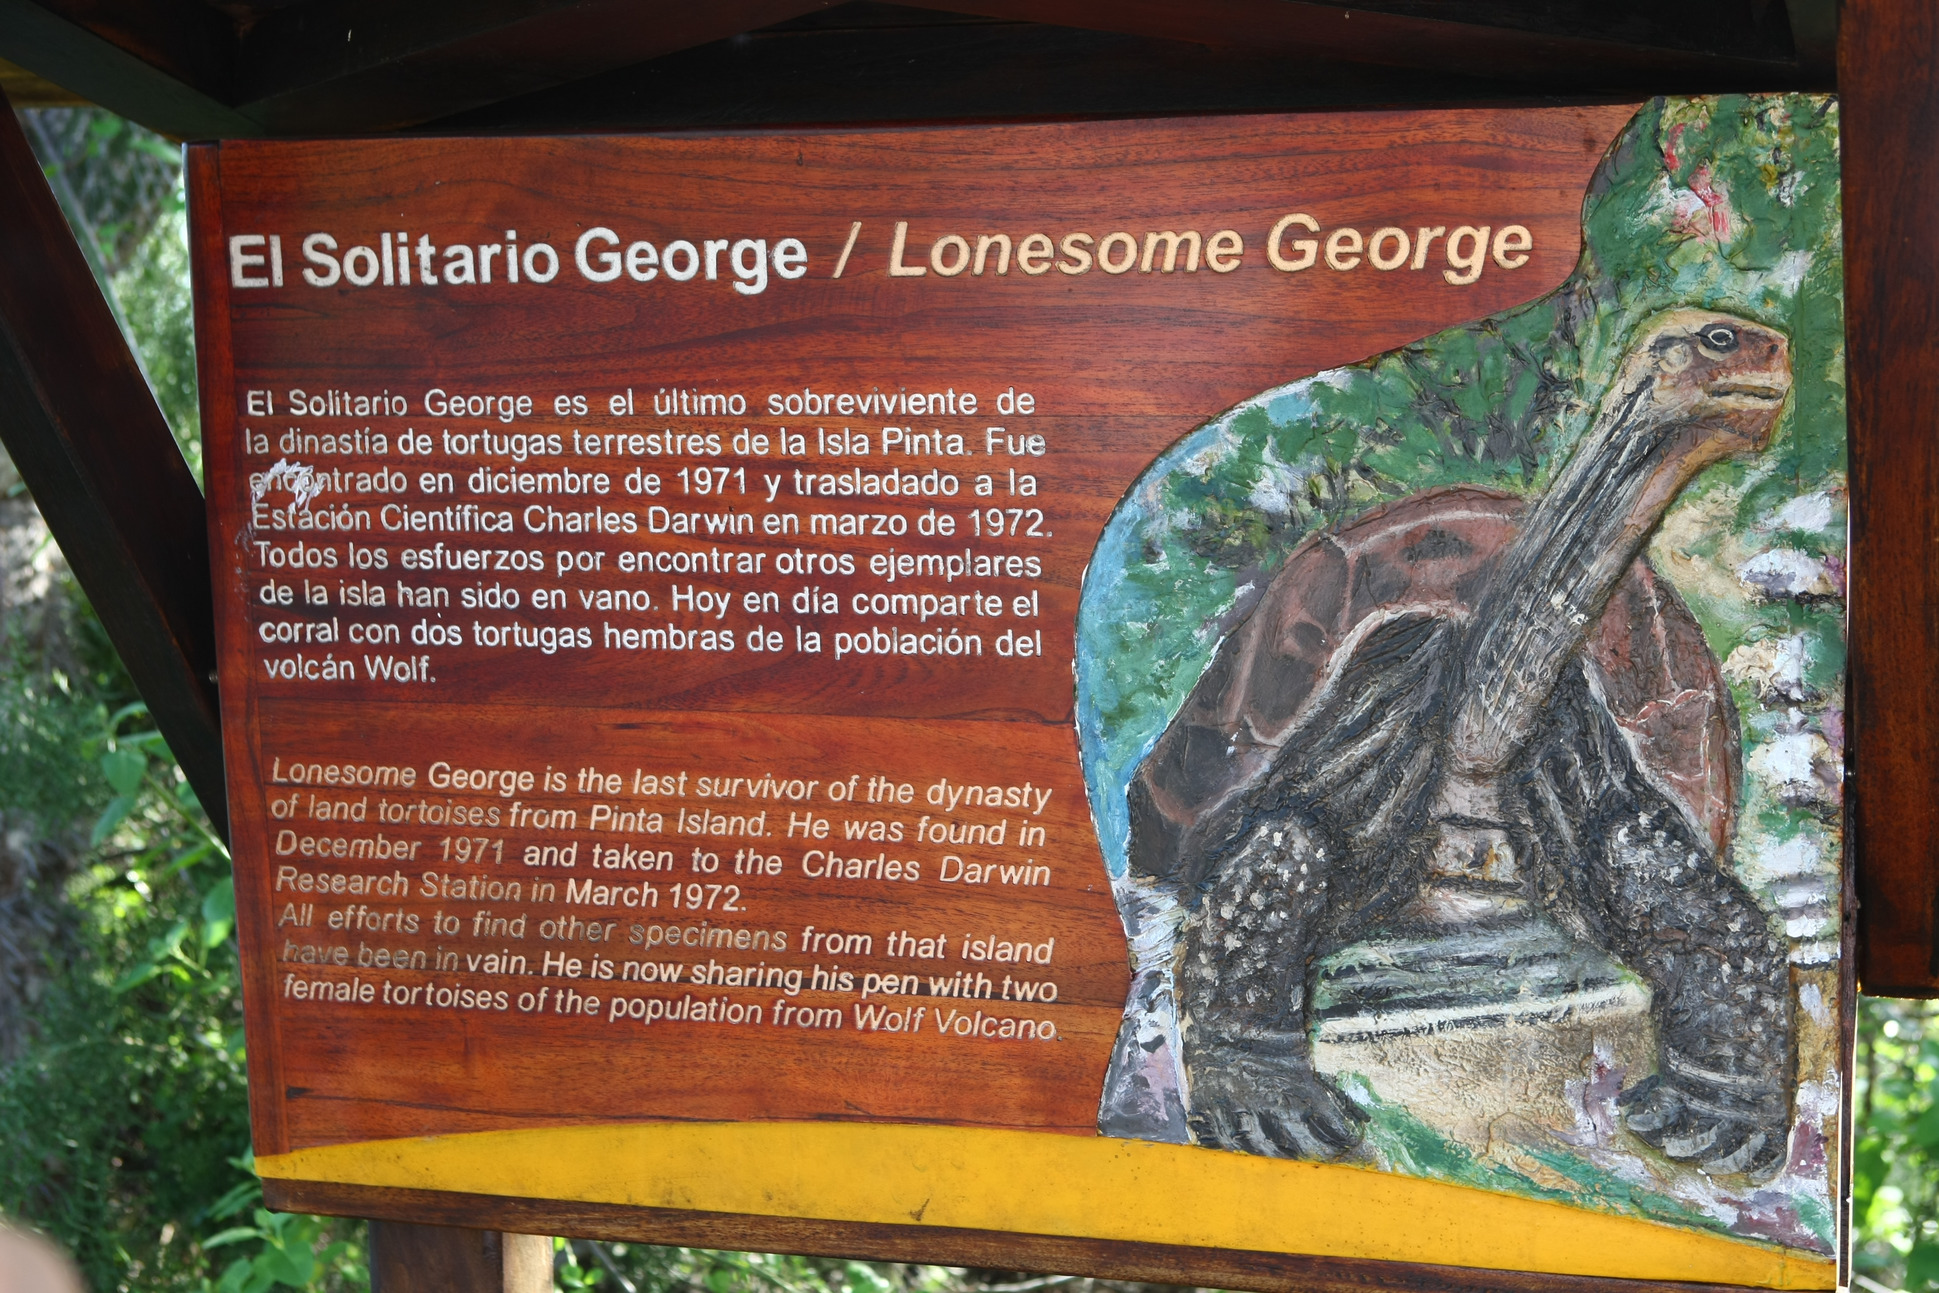 El Solitario George / Lonesome George
El Solitario George es el último sobreviviente de
la dinastía de tortugas terrestres de la Isla Pinta. Fue
encontrado en diciembre de 1971 y trasladado a la
Estación Científica Charles Darwin en marzo de 1972.
Todos los esfuerzos por encontrar otros ejemplares
de la isla han sido en vano. Hoy en día comparte el
corral con dos tortugas hembras de la población del
volcán Wolf.
Lonesome George is the last survivor of the dynasty
of land tortoises from Pinta Island. He was found in
December 1971 and taken to the Charles Darwin
Research Station in March 1972.
All efforts to find other specimens from that island
have been in vain. He is now sharing his pen with two
female tortoises of the population from Wolf Volcano.